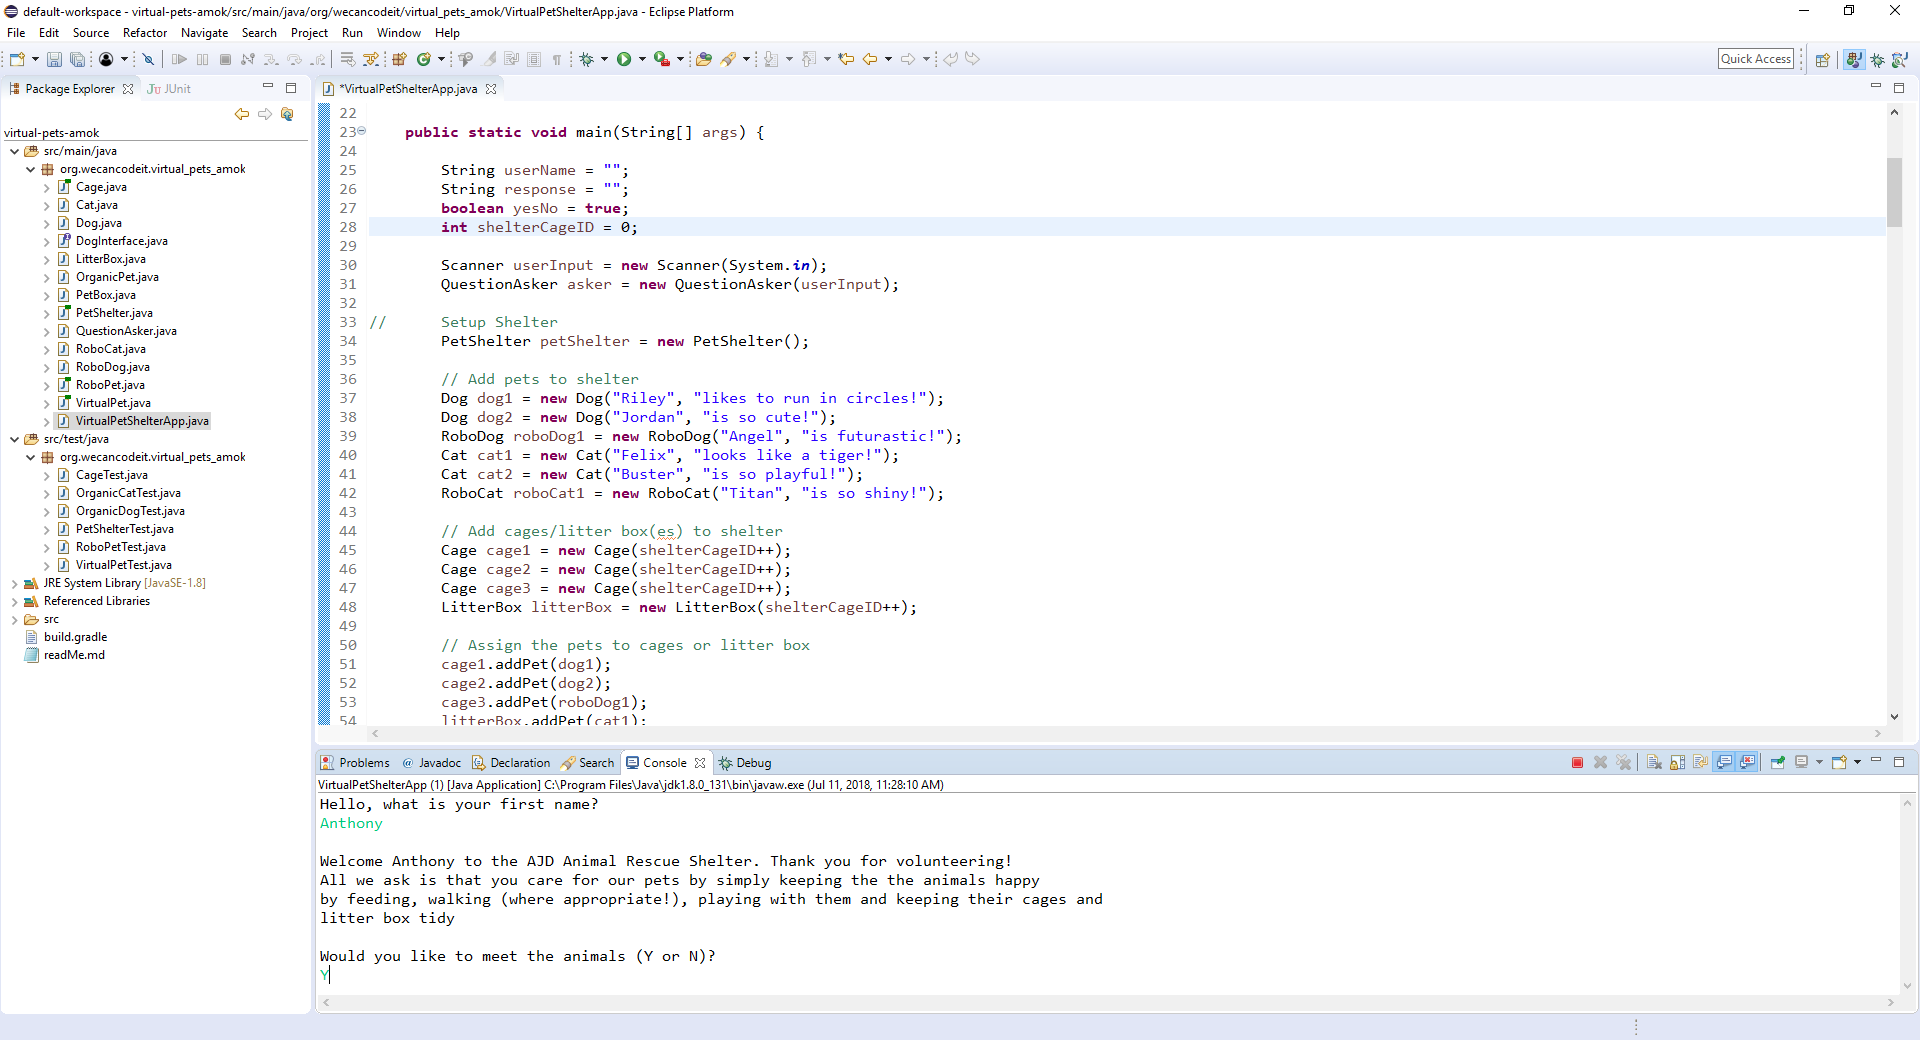 default-workspace - virtual-pets-amok/src/main/java/org/wecancodeit/virtual_pets_amok/VirtualPetShelterApp.java - Eclipse Platform
File Edit Source Refactor Navigate Search Project Run Window Help
Quick Access
Package Explorer JUnit
virtual-pets-amok
src/main/java
org.wecancodeit.virtual_pets_amok
Cage.java
Cat.java
Dog.java
DogInterface.java
LitterBox.java
OrganicPet.java
PetBox.java
PetShelter.java
QuestionAsker.java
RoboCat.java
RoboDog.java
RoboPet.java
VirtualPet.java
VirtualPetShelterApp.java
src/test/java
org.wecancodeit.virtual_pets_amok
CageTest.java
OrganicCatTest.java
OrganicDogTest.java
PetShelterTest.java
RoboPetTest.java
VirtualPetTest.java
JRE System Library [JavaSE-1.8]
Referenced Libraries
src
build.gradle
readMe.md
*VirtualPetShelterApp.java
22
23 public static void main(String[] args) {
24
25 String userName = "";
26 String response = "";
27 boolean yesNo = true;
28 int shelterCageID = 0;
29
30 Scanner userInput = new Scanner(System.in);
31 QuestionAsker asker = new QuestionAsker(userInput);
32
33 // Setup Shelter
34 PetShelter petShelter = new PetShelter();
35
36 // Add pets to shelter
37 Dog dog1 = new Dog("Riley", "likes to run in circles!");
38 Dog dog2 = new Dog("Jordan", "is so cute!");
39 RoboDog roboDog1 = new RoboDog("Angel", "is futurastic!");
40 Cat cat1 = new Cat("Felix", "looks like a tiger!");
41 Cat cat2 = new Cat("Buster", "is so playful!");
42 RoboCat roboCat1 = new RoboCat("Titan", "is so shiny!");
43
44 // Add cages/litter box(es) to shelter
45 Cage cage1 = new Cage(shelterCageID++);
46 Cage cage2 = new Cage(shelterCageID++);
47 Cage cage3 = new Cage(shelterCageID++);
48 LitterBox litterBox = new LitterBox(shelterCageID++);
49
50 // Assign the pets to cages or litter box
51 cage1.addPet(dog1);
52 cage2.addPet(dog2);
53 cage3.addPet(roboDog1);
54 litterBox.addPet(cat1);
Problems Javadoc Declaration Search Console Debug
VirtualPetShelterApp (1) [Java Application] C:\Program Files\Java\jdk1.8.0_131\bin\javaw.exe (Jul 11, 2018, 11:28:10 AM)
Hello, what is your first name?
Anthony
Welcome Anthony to the AJD Animal Rescue Shelter. Thank you for volunteering!
All we ask is that you care for our pets by simply keeping the the animals happy
by feeding, walking (where appropriate!), playing with them and keeping their cages and
litter box tidy
Would you like to meet the animals (Y or N)?
Y